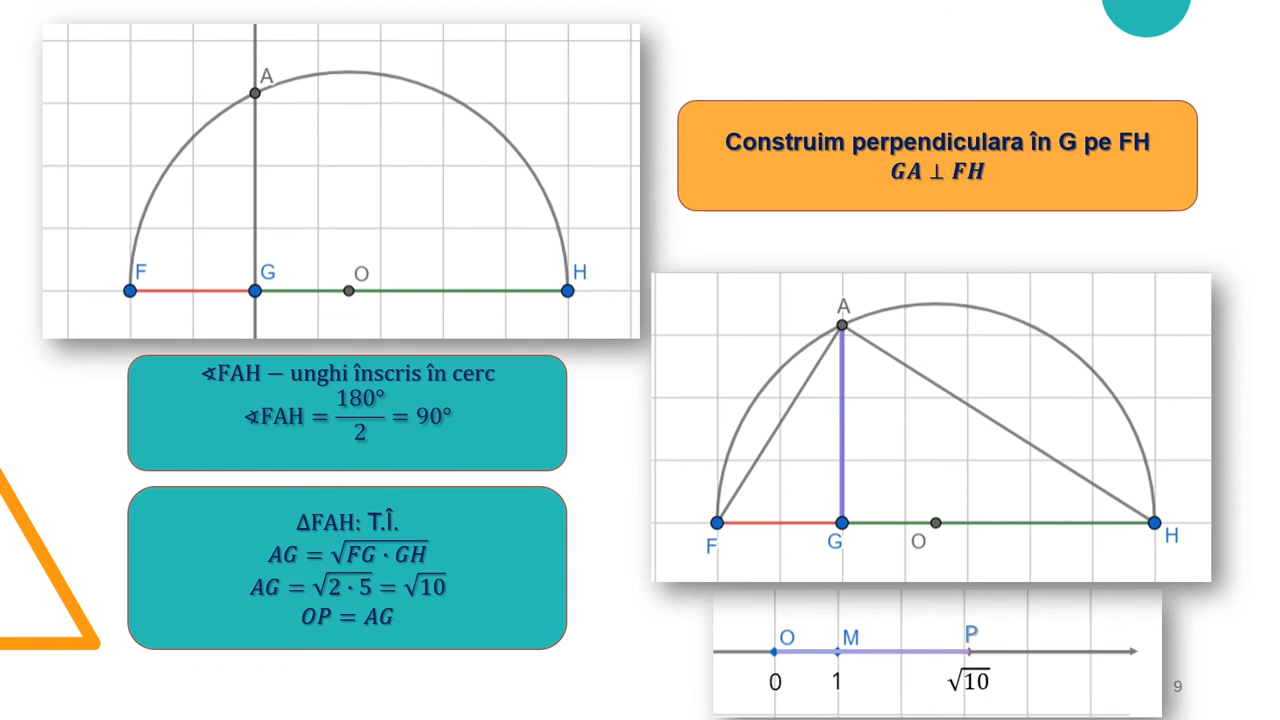 A
F
G
O
H
Construim perpendiculara în G pe FH
GA ⊥ FH
∢FAH − unghi înscris în cerc
∢FAH = 180°/2 = 90°
∆FAH: T.Î.
AG = √(FG · GH)
AG = √(2 · 5) = √10
OP = AG
A
F
G
O
H
O M P
0 1 √10
9